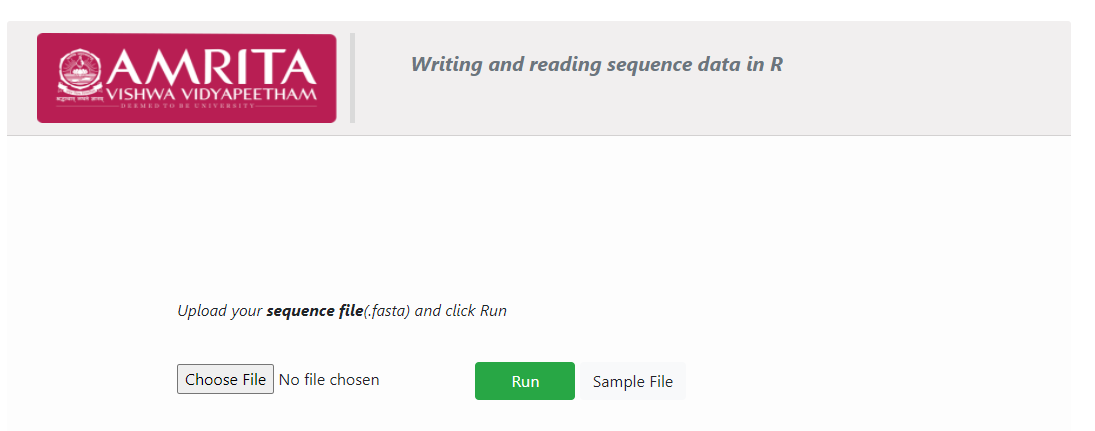 AMRITA
VISHWA VIDYAPEETHAM
DEEMED TO BE UNIVERSITY
Writing and reading sequence data in R
Upload your sequence file(.fasta) and click Run
Choose File No file chosen Run Sample File